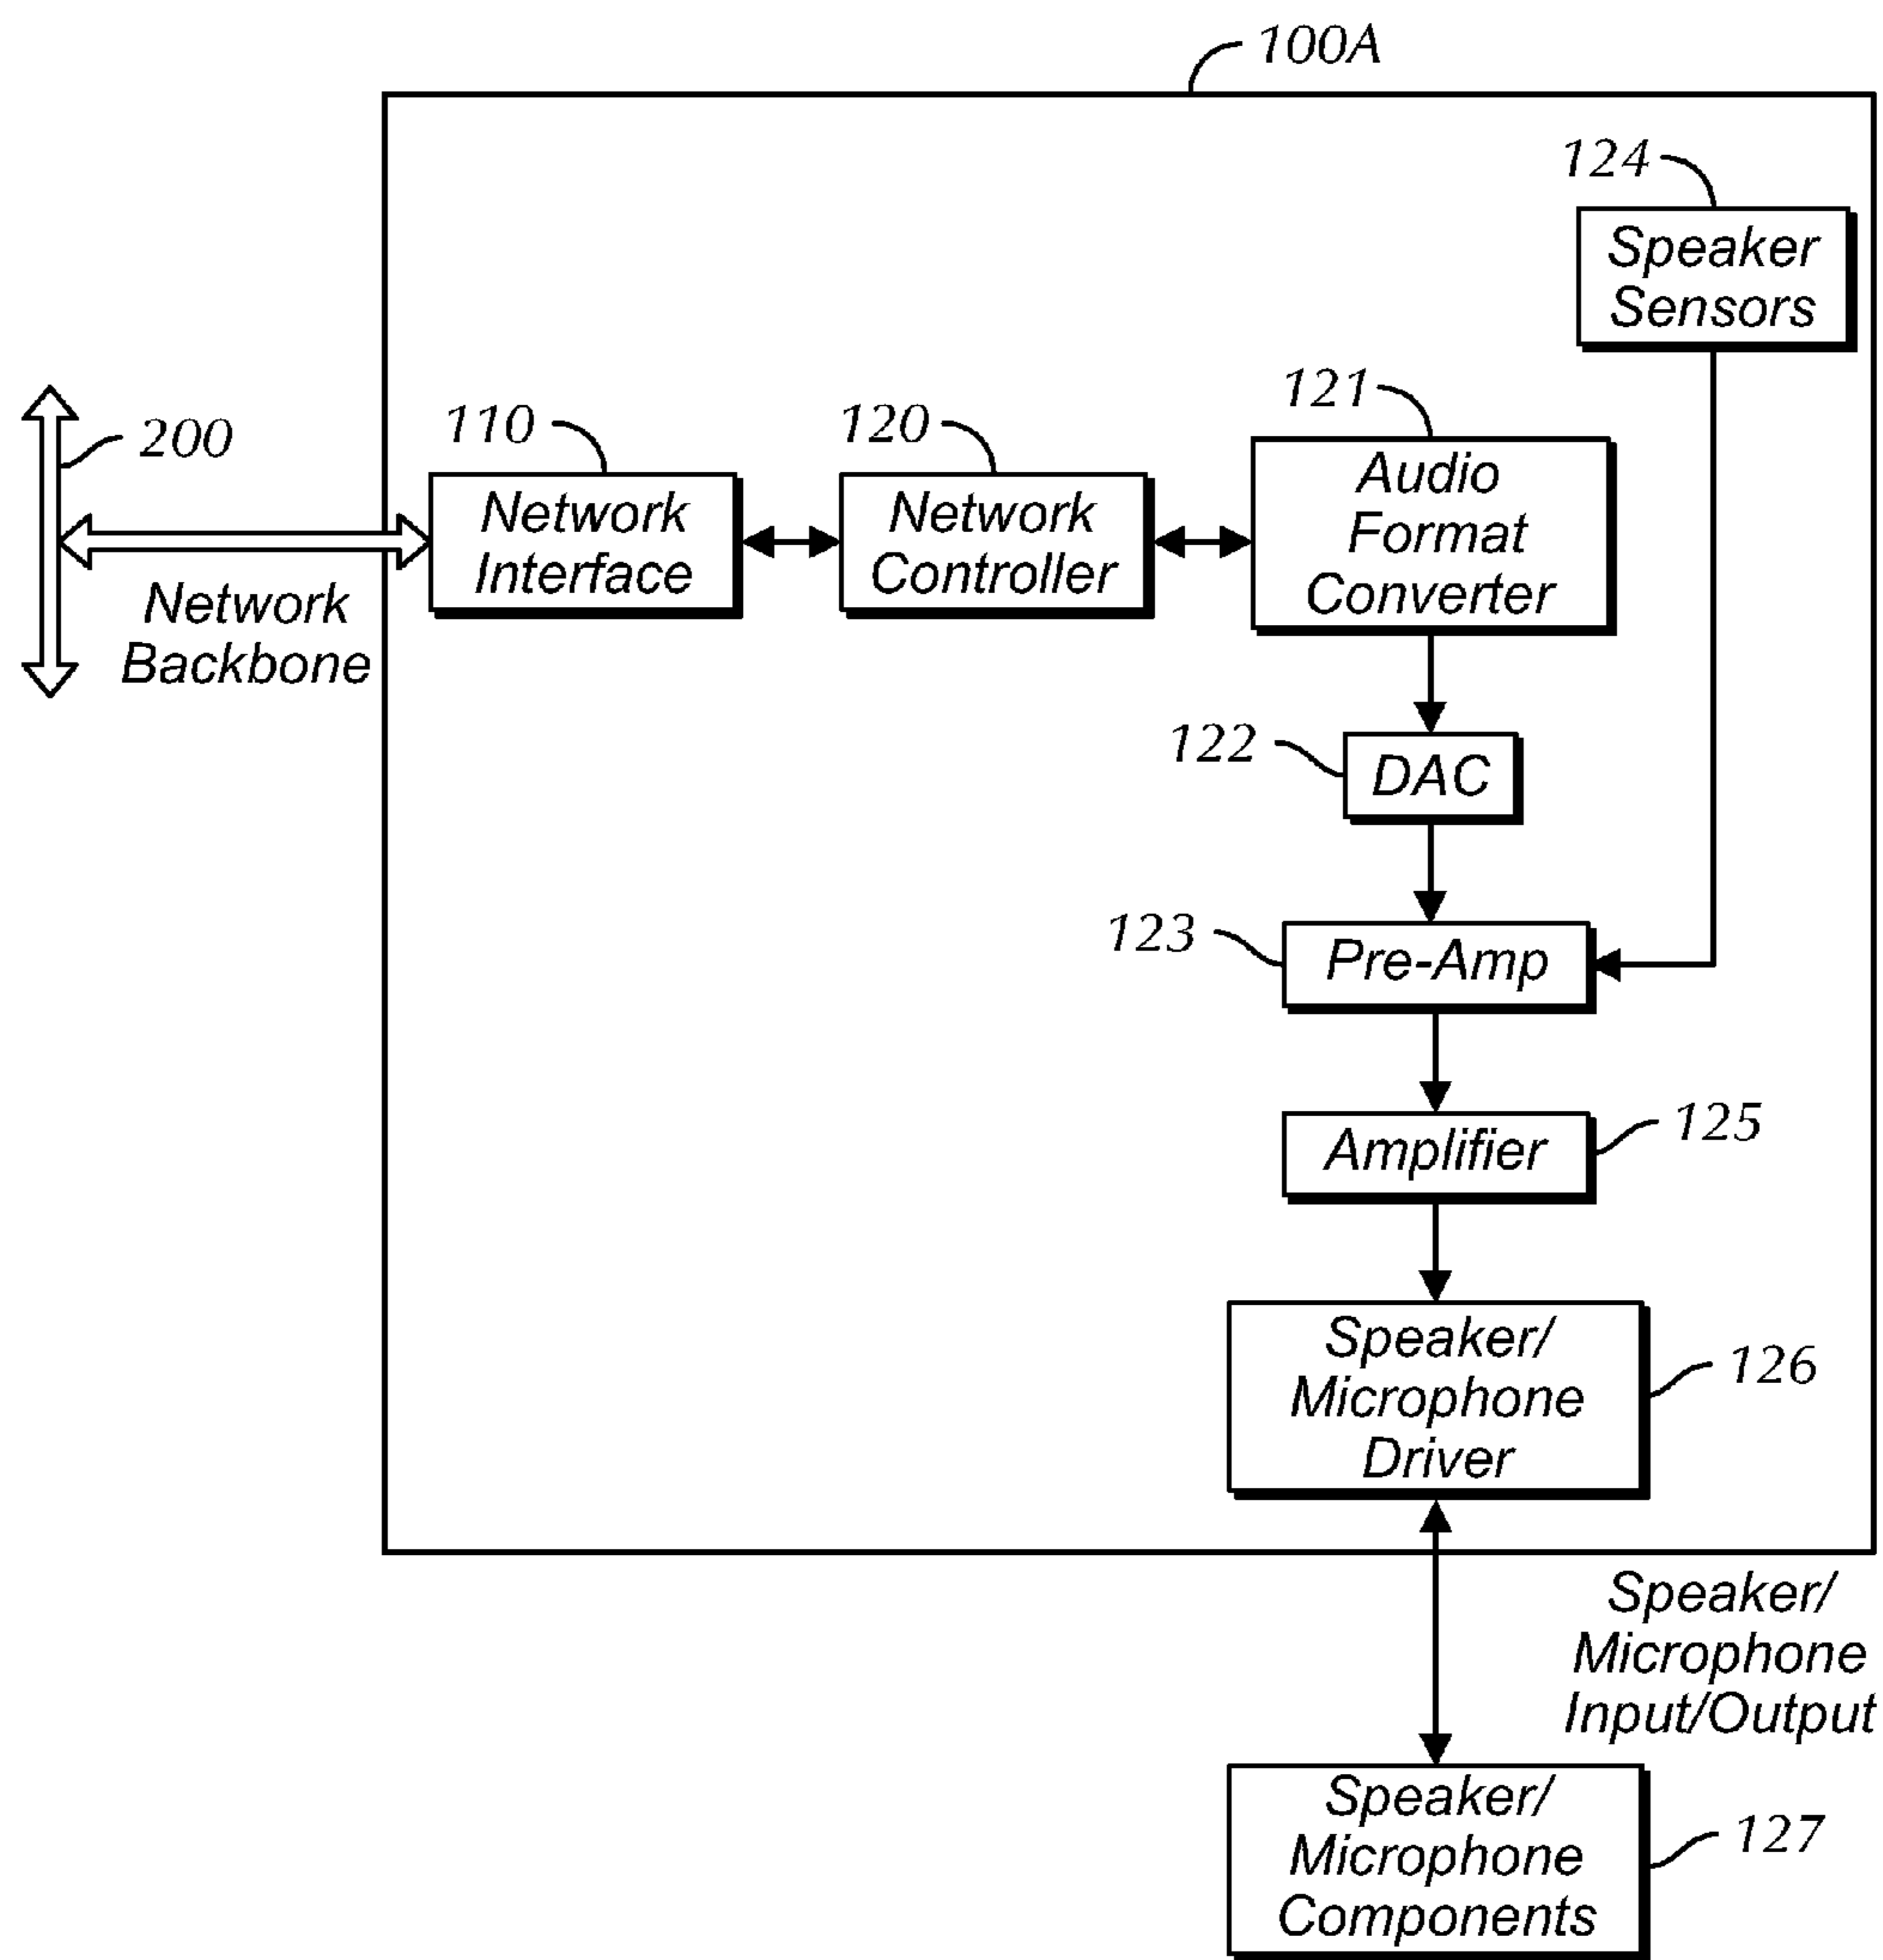 100A
124
Speaker
Sensors
200
110
120
121
Network
Interface
Network
Controller
Audio
Format
Converter
Network
Backbone
122
DAC
123
Pre-Amp
125
Amplifier
Speaker/
Microphone
Driver
126
Speaker/
Microphone
Input/Output
Speaker/
Microphone
Components
127